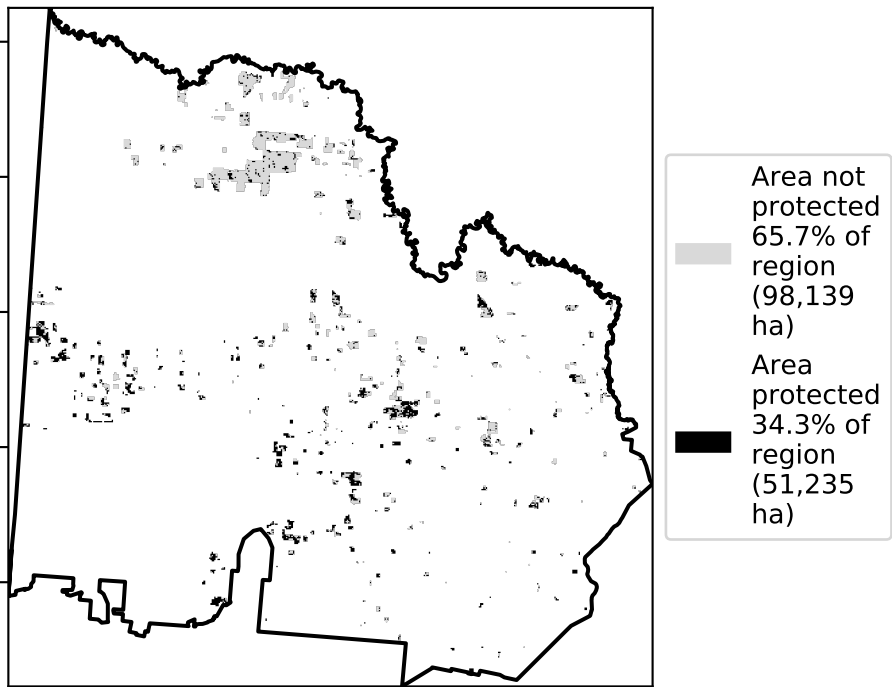 Area not
protected
65.7% of
region
(98,139
ha)
Area
protected
34.3% of
region
(51,235
ha)